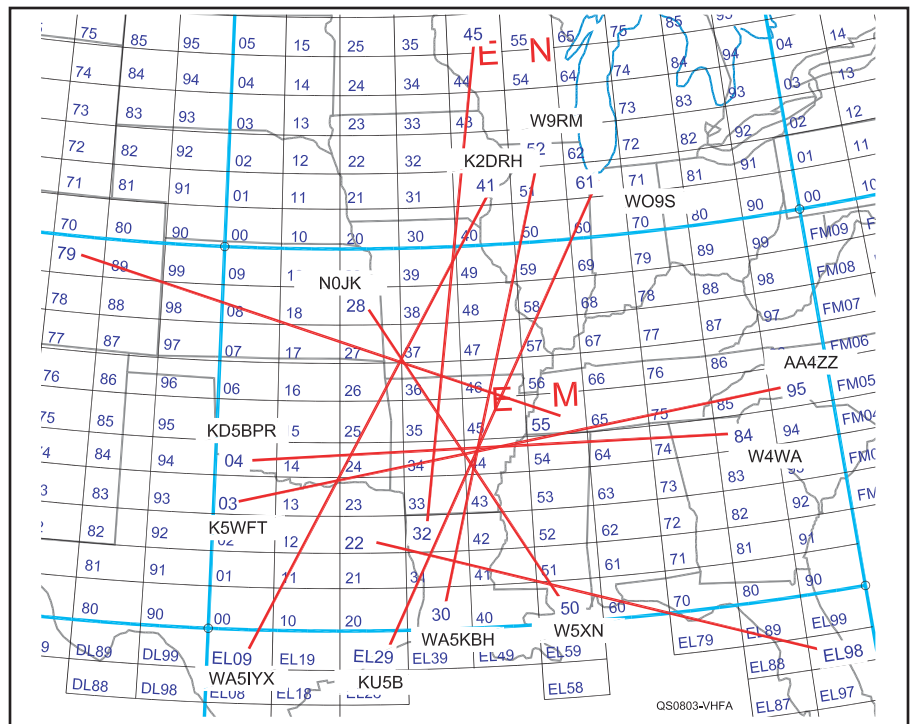 75 85 95 05 15 25 35 45 55 65 75 85 95 04 14
E N
74 84 94 04 14 24 34 54 64 74 84 93 03 13
73 83 93 03 13 23 33 43 W9RM 73 83 92 02 12
72 82 92 02 12 22 32 K2DRH 52 62 72 82 01 11
71 81 91 01 11 21 31 41 51 61 71 81 91 00 10
WO9S
70 80 90 00 10 20 30 40 50 60 70 80 90 FM09
79 89 99 09 39 49 59 69 79 89 99 FM08
N0JK
78 88 98 08 18 28 38 48 58 68 78 88 98 FM07
77 87 97 07 17 27 37 47 57 67 77 87 97 FM06
AA4ZZ
76 86 96 06 16 26 36 46 56 66 76 86 95 FM05
E M
75 85 95 KD5BPR 5 25 35 45 55 65 75 85 94 FM04
84 94 04 14 24 34 44 54 64 74 84
W4WA
83 93 03 13 23 33 43 53 63 73 83
K5WFT
82 92 02 12 22 32 42 52 62 72 82 92
81 91 01 11 21 31 41 51 61 71 81 91
80 90 00 10 20 30 40 50 60 70 80 90
WA5KBH W5XN
DL89 DL99 EL09 EL19 EL29 EL39 EL49 EL59 EL79 EL89 EL99
WA5IYX KU5B
DL88 DL98 EL08 EL18 EL58 EL88 EL98
QS0803-VHFA EL87 EL97